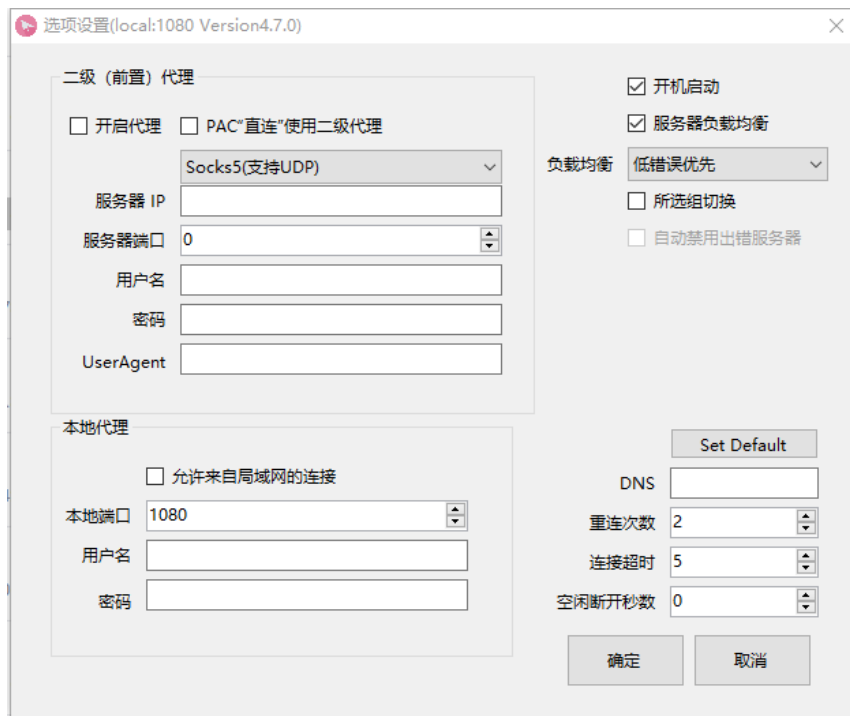 选项设置(local:1080 Version4.7.0)
二级（前置）代理
开启代理
PAC“直连”使用二级代理
Socks5(支持UDP)
服务器 IP
服务器端口
0
用户名
密码
UserAgent
开机启动
服务器负载均衡
负载均衡
低错误优先
所选组切换
自动禁用出错服务器
本地代理
允许来自局域网的连接
本地端口
1080
用户名
密码
Set Default
DNS
重连次数
2
连接超时
5
空闲断开秒数
0
确定
取消